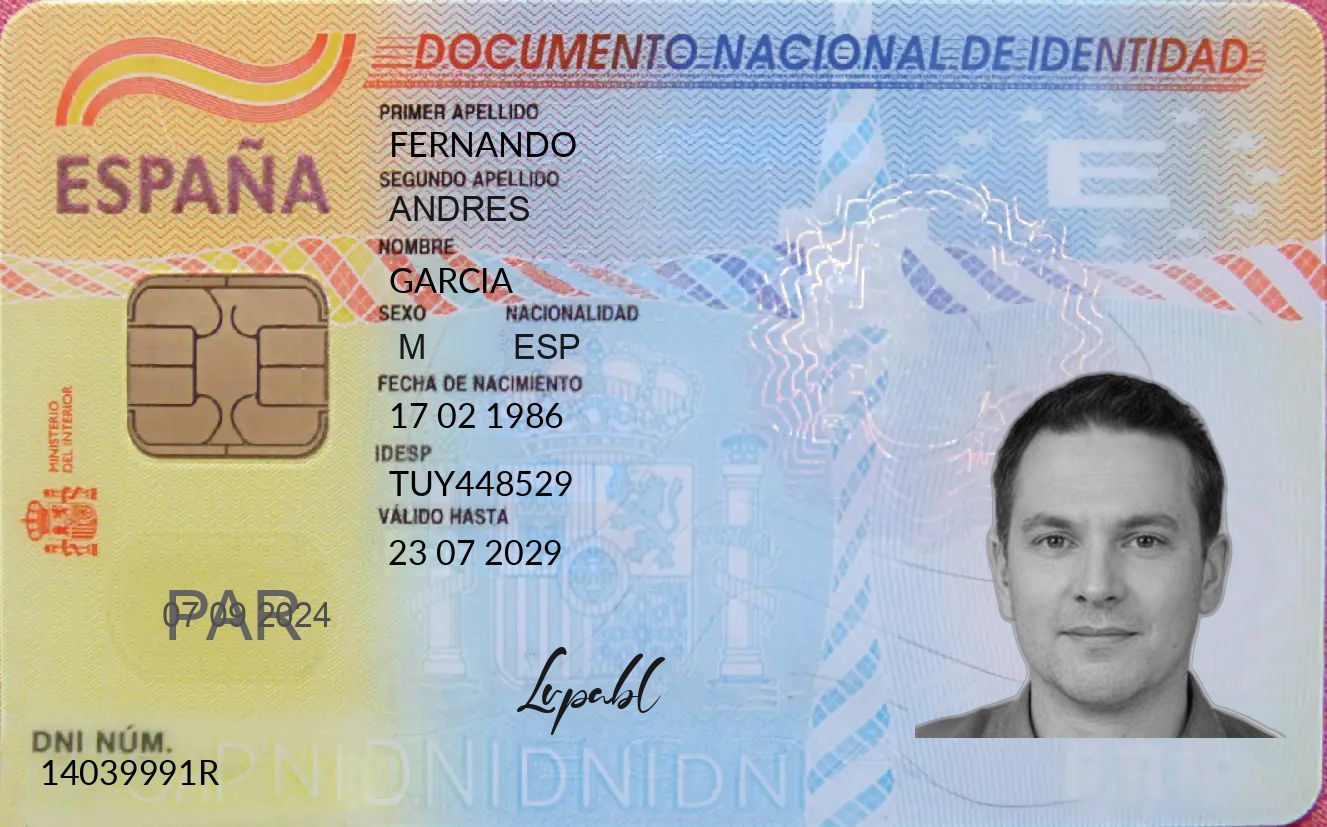 DOCUMENTO NACIONAL DE IDENTIDAD
ESPAÑA
PRIMER APELLIDO
FERNANDO
SEGUNDO APELLIDO
ANDRES
NOMBRE
GARCIA
SEXO NACIONALIDAD
M ESP
FECHA DE NACIMIENTO
17 02 1986
IDESP
TUY448529
VÁLIDO HASTA
23 07 2029
MINISTERIO
DEL INTERIOR
E
PAR
07 09 2024
Lrpabl
DNI NÚM.
14039991R
DNIDNIDNIDNI